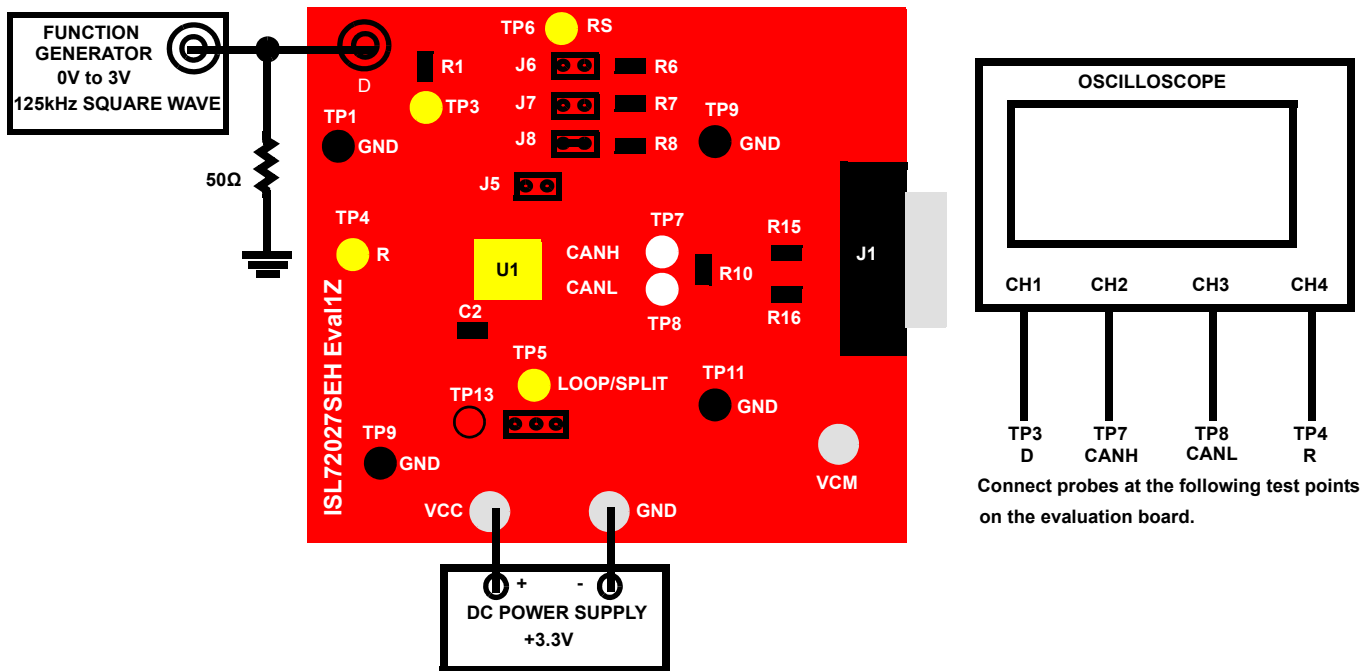 FUNCTION
GENERATOR
0V to 3V
125kHz SQUARE WAVE
50Ω
D
TP6
RS
R1
J6
R6
TP3
J7
R7
J8
R8
TP1
GND
TP9
GND
J5
TP4
R
TP7
CANH
U1
CANL
TP8
R10
R15
R16
J1
C2
TP5
LOOP/SPLIT
TP13
TP11
GND
TP9
GND
ISL72027SEH Eval1Z
VCM
VCC
GND
+ -
DC POWER SUPPLY
+3.3V
OSCILLOSCOPE
CH1 CH2 CH3 CH4
TP3 TP7 TP8 TP4
D CANH CANL R
Connect probes at the following test points
on the evaluation board.